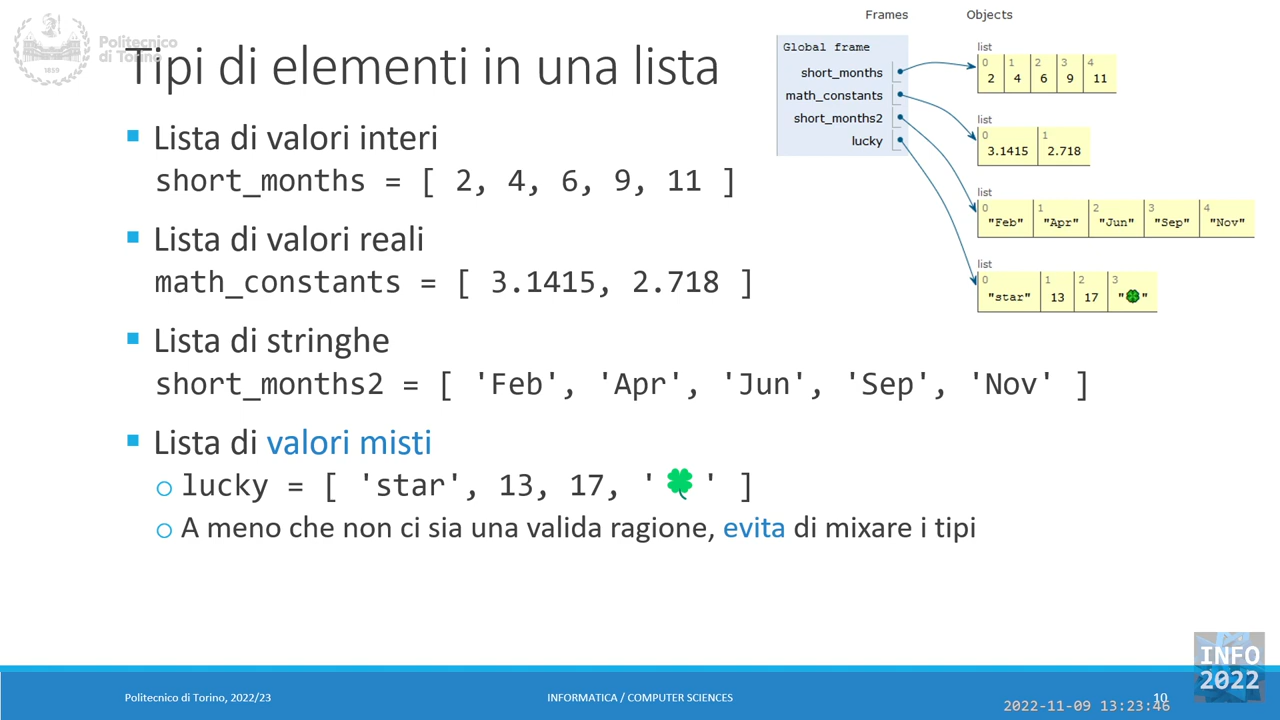 Politecnico
di Torino
1859
Tipi di elementi in una lista
Lista di valori interi
short_months = [ 2, 4, 6, 9, 11 ]
Lista di valori reali
math_constants = [ 3.1415, 2.718 ]
Lista di stringhe
short_months2 = [ 'Feb', 'Apr', 'Jun', 'Sep', 'Nov' ]
Lista di valori misti
lucky = [ 'star', 13, 17, '🍀' ]
A meno che non ci sia una valida ragione, evita di mixare i tipi
Frames Objects
Global frame
short_months
math_constants
short_months2
lucky
list
0 1 2 3 4
2 4 6 9 11
list
0 1
3.1415 2.718
list
0 1 2 3 4
"Feb" "Apr" "Jun" "Sep" "Nov"
list
0 1 2 3
"star" 13 17 "🍀"
INFO
2022
Politecnico di Torino, 2022/23 INFORMATICA / COMPUTER SCIENCES 10
2022-11-09 13:23:46